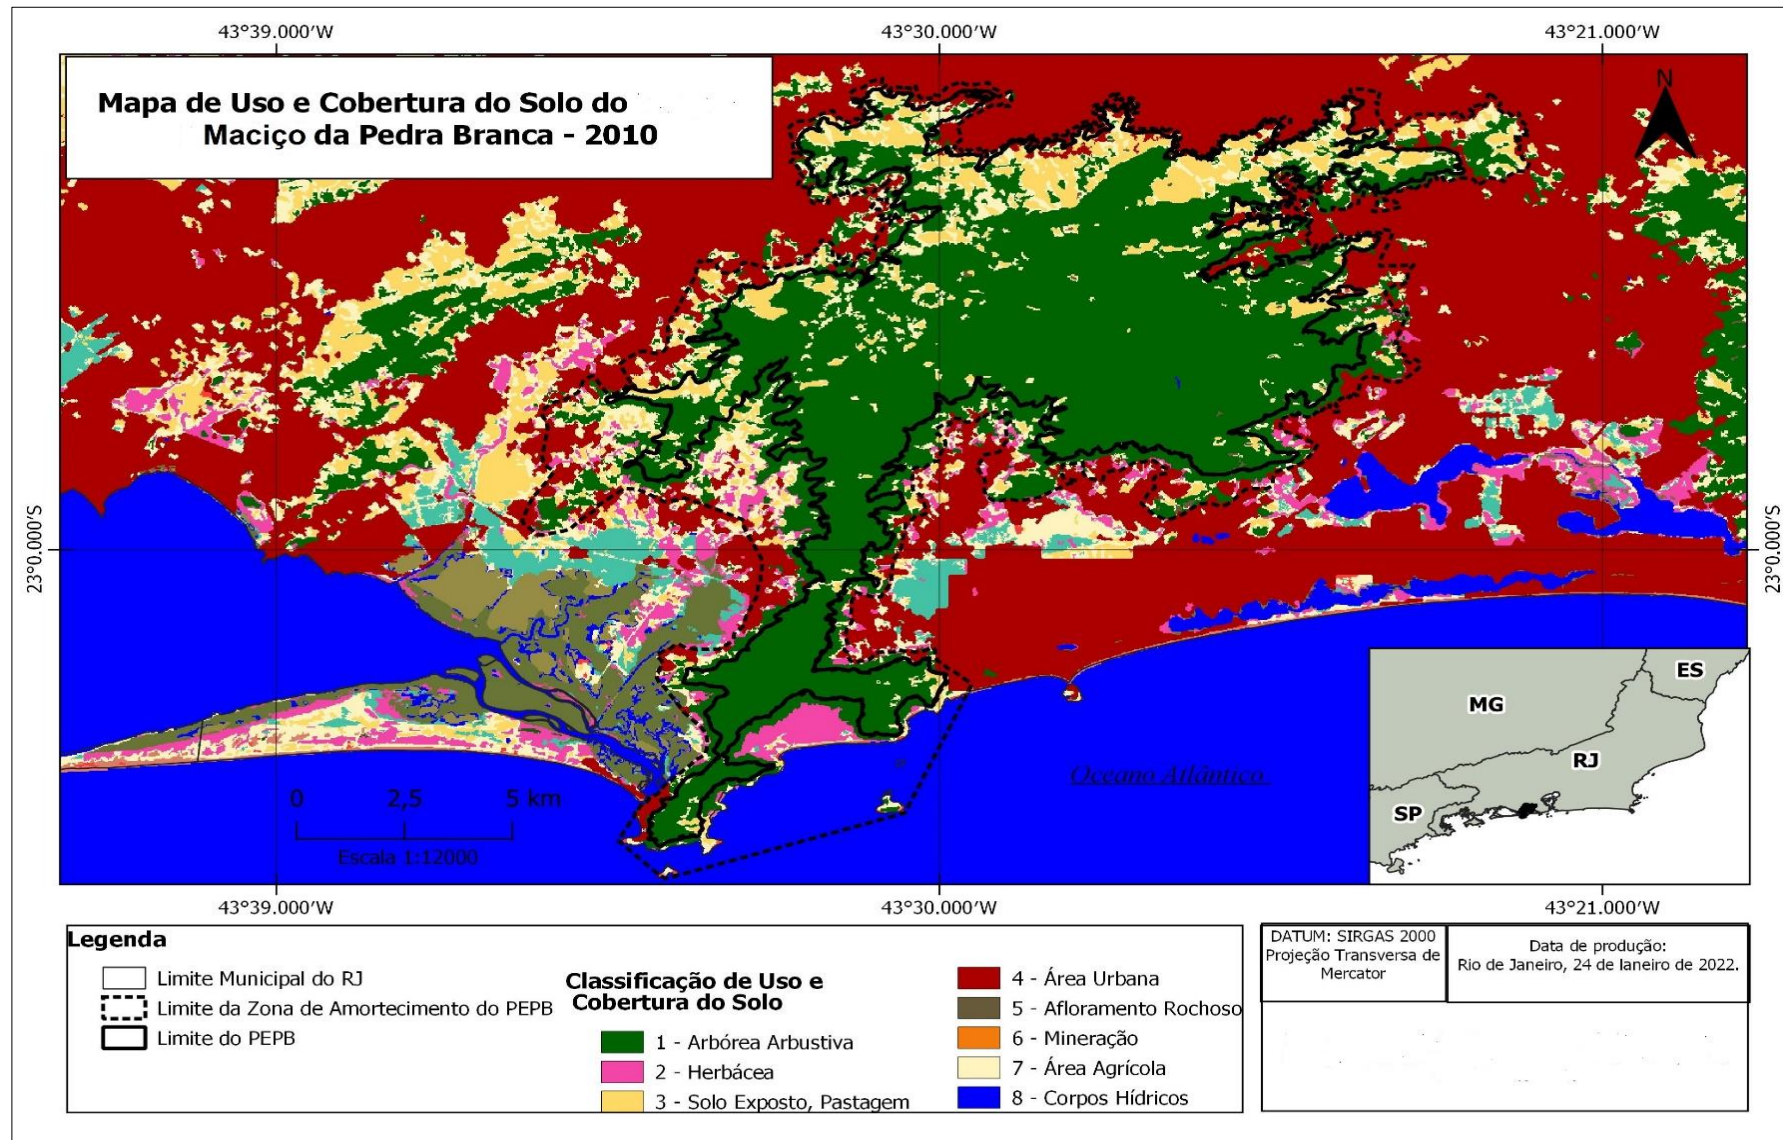 43°39.000'W
43°30.000'W
43°21.000'W
Mapa de Uso e Cobertura do Solo do
Maciço da Pedra Branca - 2010
N
23°0.000'S
23°0.000'S
0 2,5 5 km
Escala 1:12000
Oceano Atlântico
ES
MG
RJ
SP
43°39.000'W
43°30.000'W
43°21.000'W
Legenda
Limite Municipal do RJ
Limite da Zona de Amortecimento do PEPB
Limite do PEPB
Classificação de Uso e
Cobertura do Solo
1 - Arbórea Arbustiva
2 - Herbácea
3 - Solo Exposto, Pastagem
4 - Área Urbana
5 - Afloramento Rochoso
6 - Mineração
7 - Área Agrícola
8 - Corpos Hídricos
DATUM: SIRGAS 2000
Projeção Transversa de
Mercator
Data de produção:
Rio de Janeiro, 24 de Ianeiro de 2022.